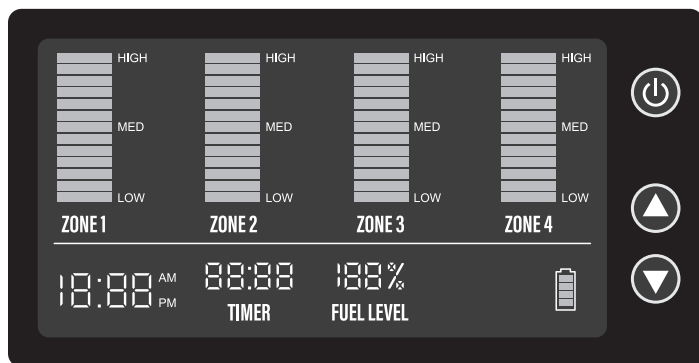 HIGH HIGH HIGH HIGH
MED MED MED MED
LOW LOW LOW LOW
ZONE 1 ZONE 2 ZONE 3 ZONE 4
18:88 AM PM 88:88 188%
TIMER FUEL LEVEL